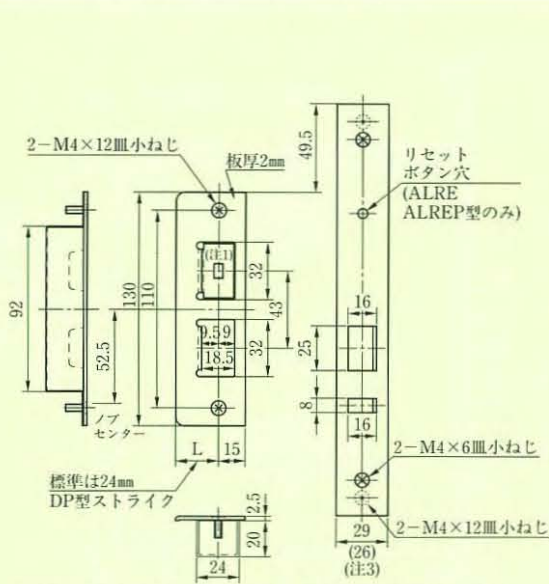 2−M4×12皿小ねじ
板厚2㎜
49.5
リセット
ボタン穴
(ALRE
ALREP型のみ)
(注1)
32
43
92
130
110
52.5
9.5
9
18.5
32
16
25
8
16
ノブ
センター
L
15
標準は24㎜
DP型ストライク
2−M4×6皿小ねじ
2−M4×12皿小ねじ
2.5
20
24
29
(26)
(注3)